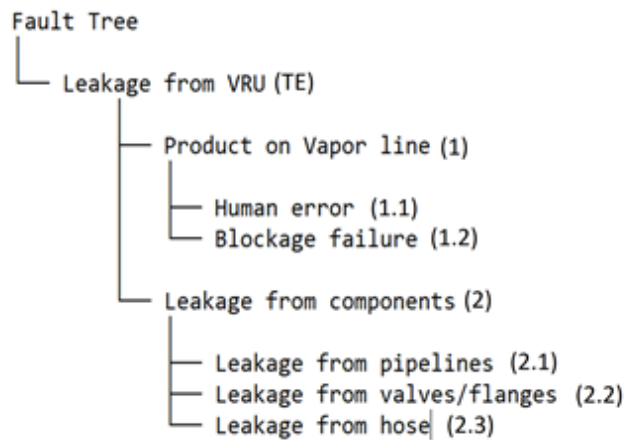 Fault Tree
Leakage from VRU (TE)
Product on Vapor line (1)
Human error (1.1)
Blockage failure (1.2)
Leakage from components (2)
Leakage from pipelines (2.1)
Leakage from valves/flanges (2.2)
Leakage from hose (2.3)